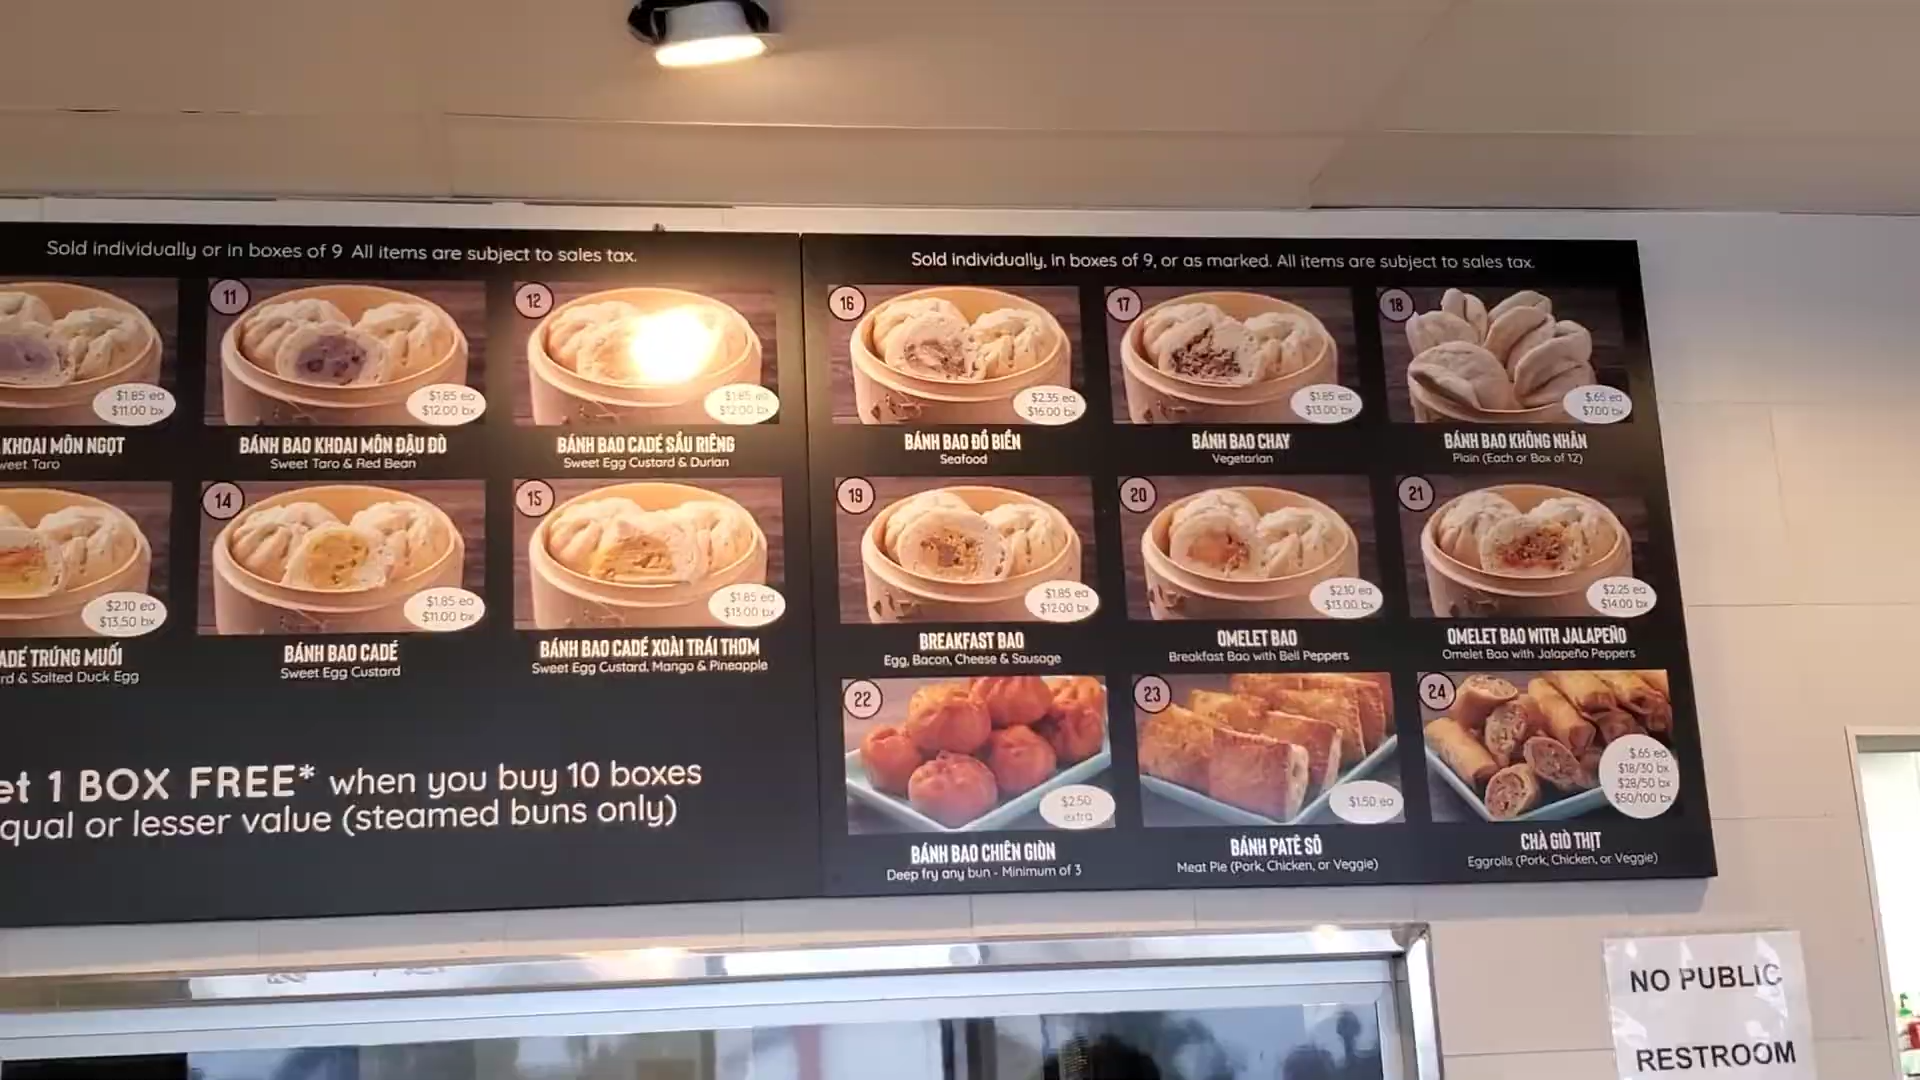 Sold individually or in boxes of 9 All items are subject to sales tax.
$1.85 ea
$11.00 bx
KHOAI MÔN NGỌT
weet Taro
11
$1.85 ea
$12.00 bx
BÁNH BAO KHOAI MÔN ĐẬU ĐỎ
Sweet Taro & Red Bean
12
$1.85 ea
$12.00 bx
BÁNH BAO CADÉ SẦU RIÊNG
Sweet Egg Custard & Durian
$2.10 ea
$13.50 bx
ADÉ TRỨNG MUỐI
rd & Salted Duck Egg
14
$1.85 ea
$11.00 bx
BÁNH BAO CADÉ
Sweet Egg Custard
15
$1.85 ea
$13.00 bx
BÁNH BAO CADÉ XOÀI TRÁI THƠM
Sweet Egg Custard, Mango & Pineapple
et 1 BOX FREE* when you buy 10 boxes
qual or lesser value (steamed buns only)
Sold individually, in boxes of 9, or as marked. All items are subject to sales tax.
16
$2.35 ea
$16.00 bx
BÁNH BAO ĐỒ BIỂN
Seafood
17
$1.85 ea
$13.00 bx
BÁNH BAO CHAY
Vegetarian
18
$.65 ea
$7.00 bx
BÁNH BAO KHÔNG NHÂN
Plain (Each or Box of 12)
19
$1.85 ea
$12.00 bx
BREAKFAST BAO
Egg, Bacon, Cheese & Sausage
20
$2.10 ea
$13.00 bx
OMELET BAO
Breakfast Bao with Bell Peppers
21
$2.25 ea
$14.00 bx
OMELET BAO WITH JALAPEÑO
Omelet Bao with Jalapeño Peppers
22
$2.50
extra
BÁNH BAO CHIÊN GIÒN
Deep fry any bun - Minimum of 3
23
$1.50 ea
BÁNH PATÊ SÔ
Meat Pie (Pork, Chicken, or Veggie)
24
$.65 ea
$18/30 bx
$28/50 bx
$50/100 bx
CHẢ GIÒ THỊT
Eggrolls (Pork, Chicken, or Veggie)
NO PUBLIC
RESTROOM